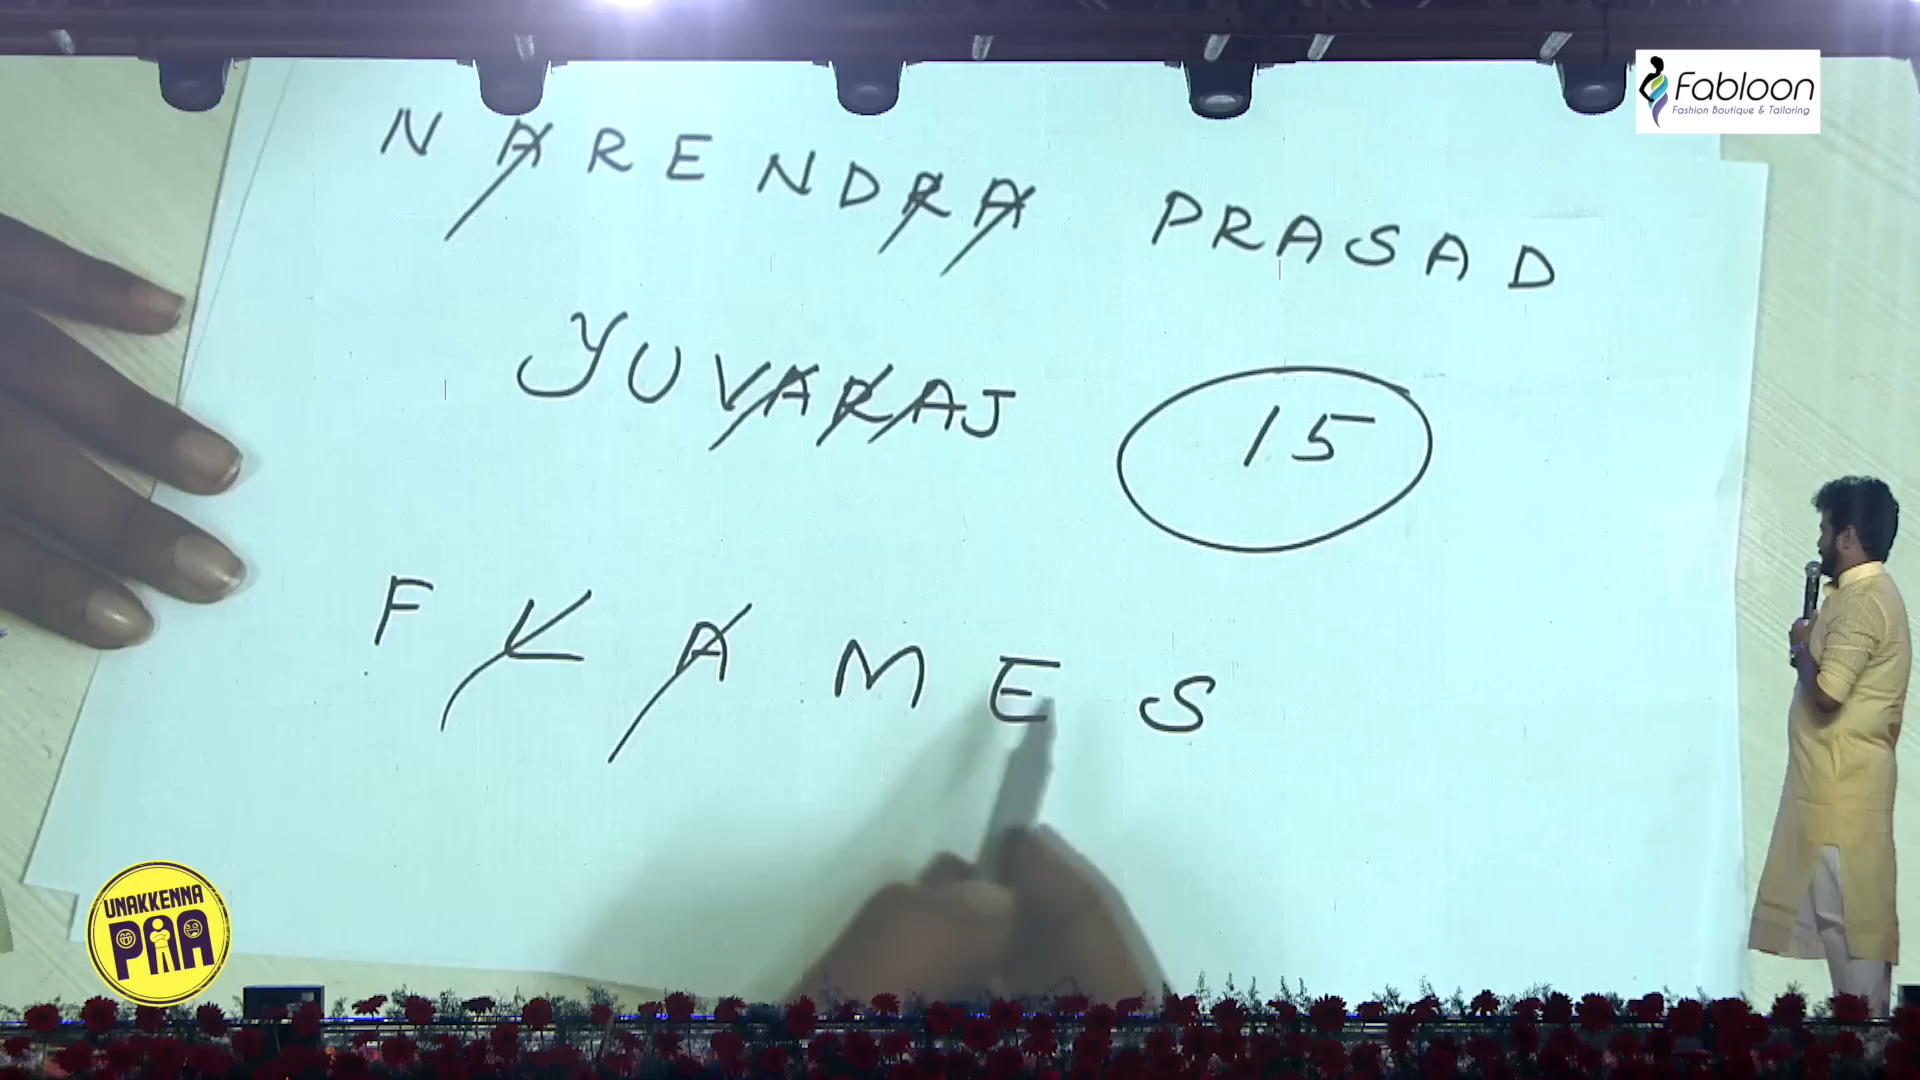 Fabloon
Fashion Boutique & Tailoring
NARENDRA PRASAD
YUVARAJ
15
FLAMES
UNAKKENNA
PAA